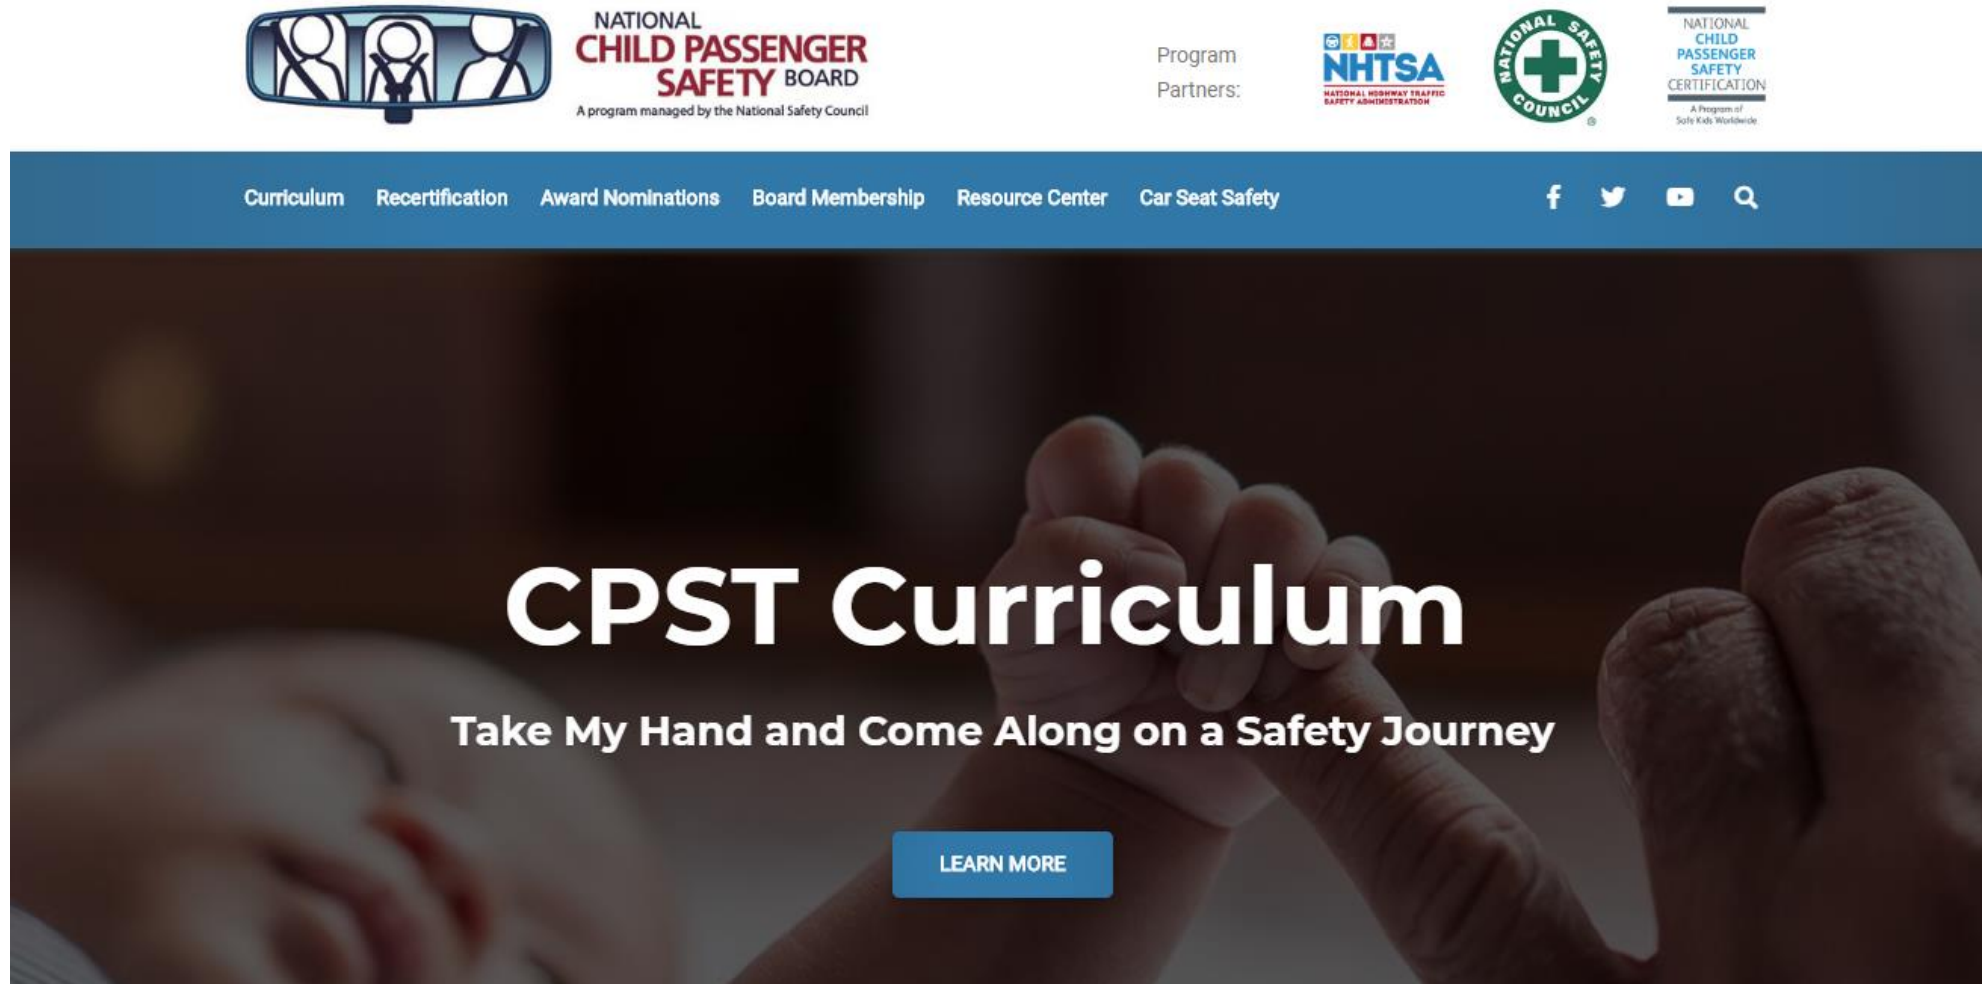 NATIONAL
CHILD PASSENGER
SAFETY BOARD
A program managed by the National Safety Council
Program
Partners:
NHTSA
NATIONAL HIGHWAY TRAFFIC
SAFETY ADMINISTRATION
NATIONAL SAFETY
COUNCIL
®
NATIONAL
CHILD
PASSENGER
SAFETY
CERTIFICATION
A Program of
Safe Kids Worldwide
Curriculum Recertification Award Nominations Board Membership Resource Center Car Seat Safety
CPST Curriculum
Take My Hand and Come Along on a Safety Journey
LEARN MORE